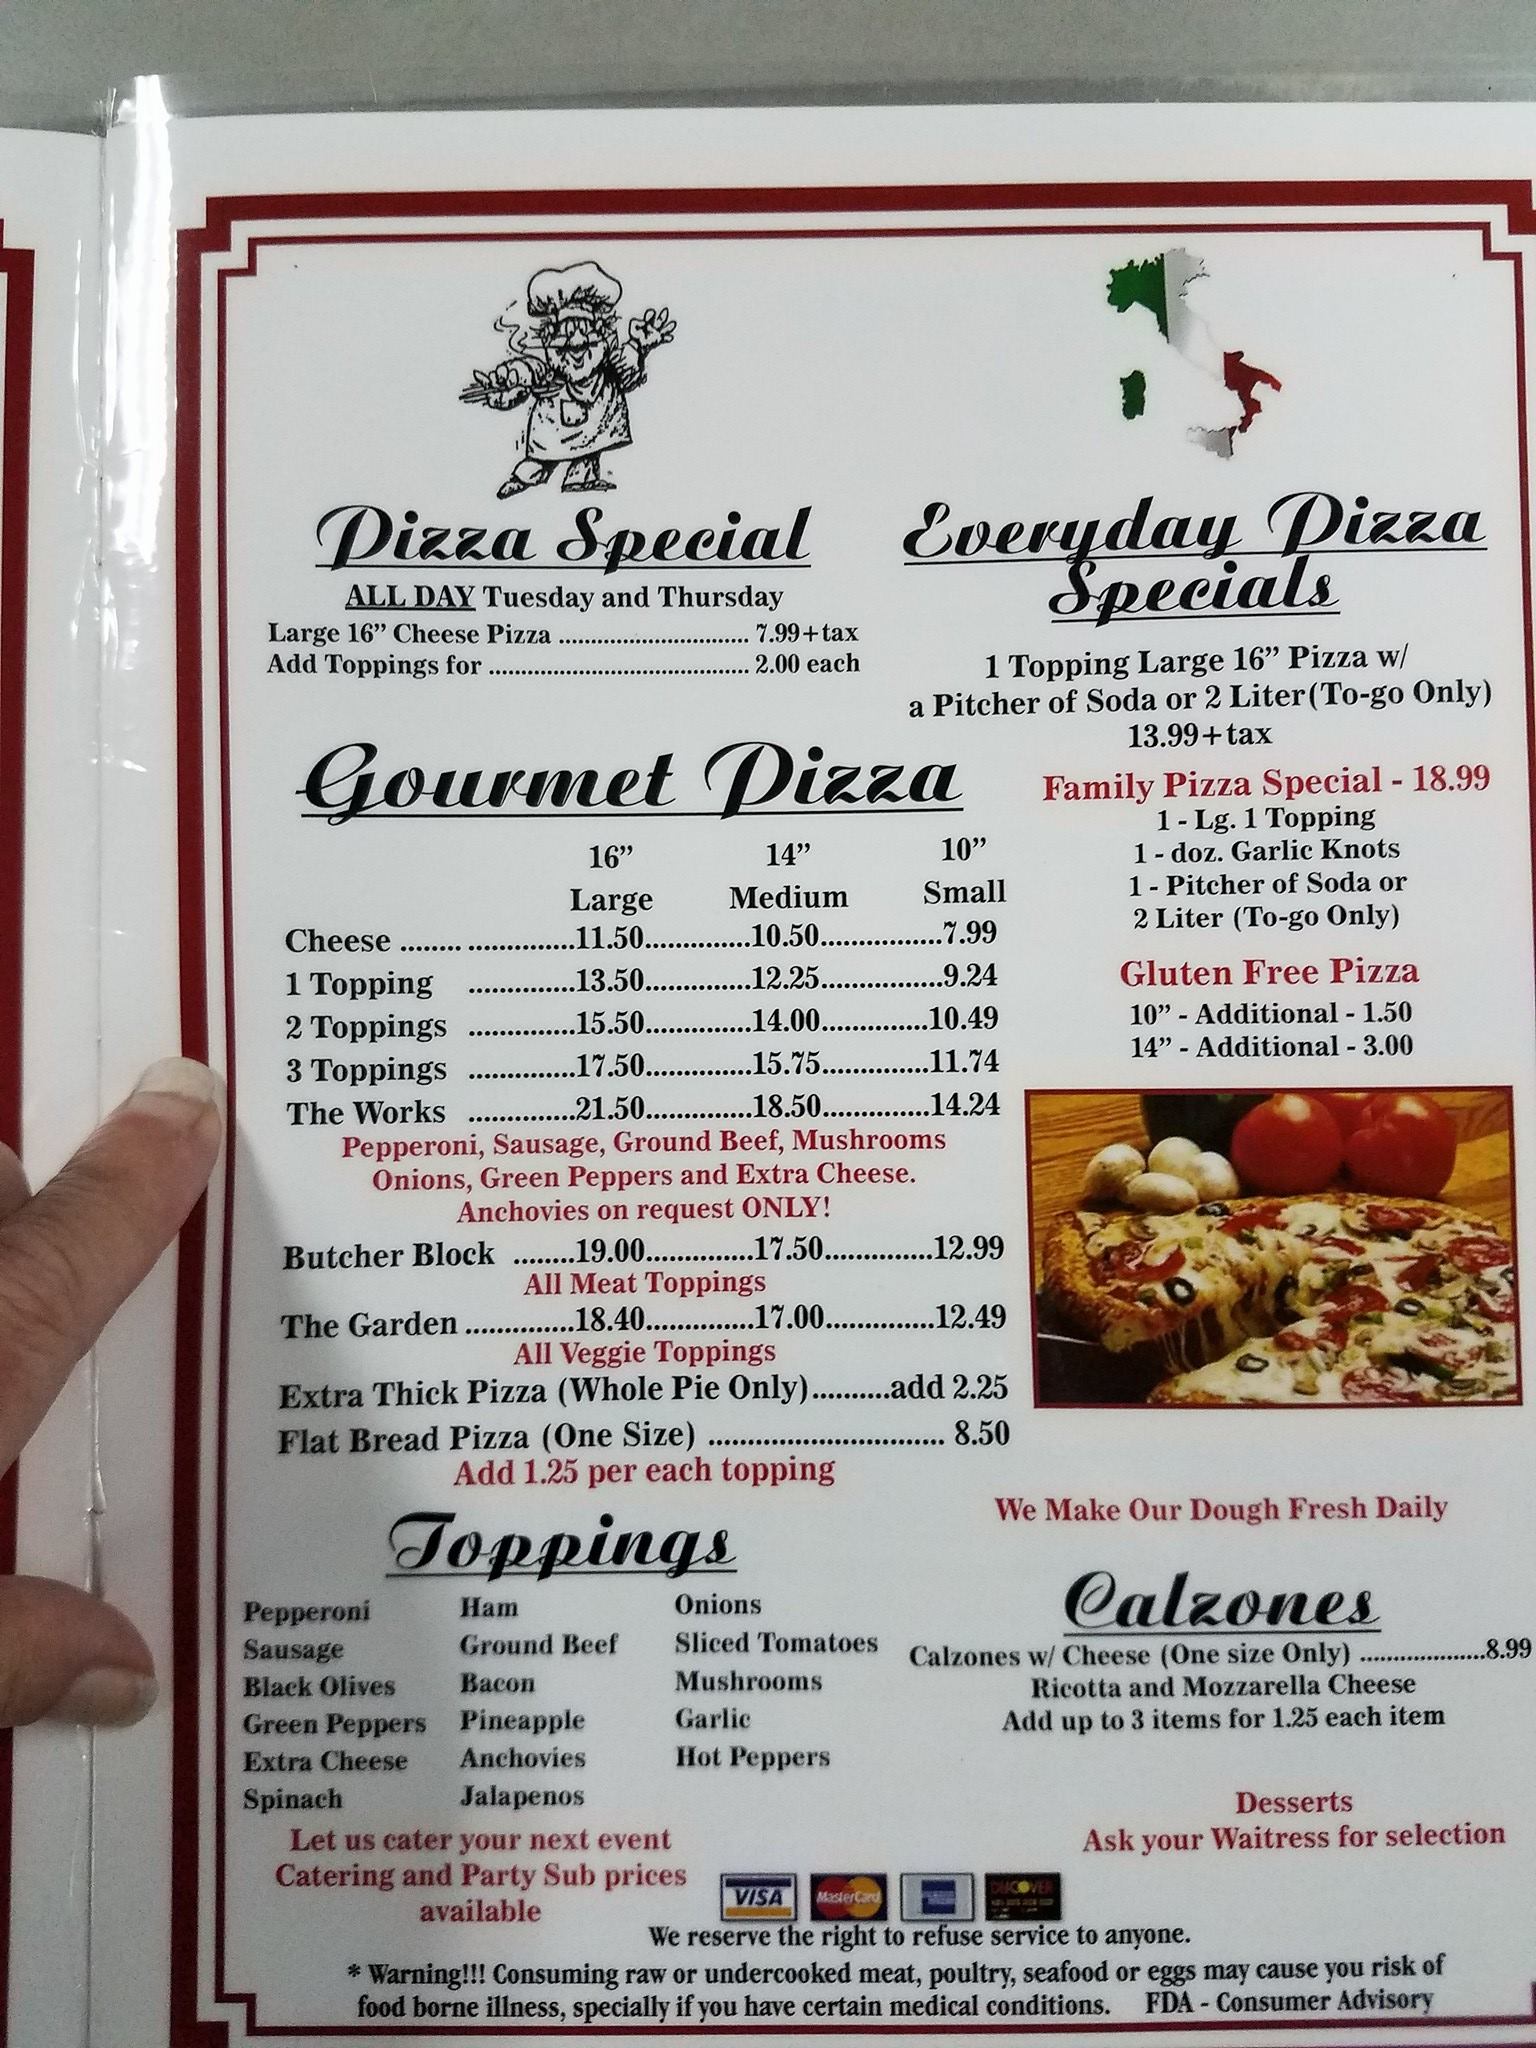 Pizza Special
ALL DAY Tuesday and Thursday
Large 16” Cheese Pizza ............................. 7.99+tax
Add Toppings for ....................................... 2.00 each
Everyday Pizza
Specials
1 Topping Large 16” Pizza w/
a Pitcher of Soda or 2 Liter(To-go Only)
13.99+tax
Family Pizza Special - 18.99
1 - Lg. 1 Topping
1 - doz. Garlic Knots
1 - Pitcher of Soda or
2 Liter (To-go Only)
Gluten Free Pizza
10” - Additional - 1.50
14” - Additional - 3.00
Gourmet Pizza
16” 14” 10”
Large Medium Small
Cheese ........ ..............11.50..............10.50................7.99
1 Topping ..............13.50..............12.25................9.24
2 Toppings ..............15.50..............14.00..............10.49
3 Toppings ..............17.50..............15.75..............11.74
The Works ..............21.50..............18.50..............14.24
Pepperoni, Sausage, Ground Beef, Mushrooms
Onions, Green Peppers and Extra Cheese.
Anchovies on request ONLY!
Butcher Block ........19.00..............17.50..............12.99
All Meat Toppings
The Garden ..............18.40..............17.00..............12.49
All Veggie Toppings
Extra Thick Pizza (Whole Pie Only)..........add 2.25
Flat Bread Pizza (One Size) ............................... 8.50
Add 1.25 per each topping
We Make Our Dough Fresh Daily
Toppings
Pepperoni Ham Onions
Sausage Ground Beef Sliced Tomatoes
Black Olives Bacon Mushrooms
Green Peppers Pineapple Garlic
Extra Cheese Anchovies Hot Peppers
Spinach Jalapenos
Calzones
Calzones w/ Cheese (One size Only) ...................8.99
Ricotta and Mozzarella Cheese
Add up to 3 items for 1.25 each item
Desserts
Ask your Waitress for selection
Let us cater your next event
Catering and Party Sub prices
available
VISA MasterCard DISCOVER
We reserve the right to refuse service to anyone.
* Warning!!! Consuming raw or undercooked meat, poultry, seafood or eggs may cause you risk of
food borne illness, specially if you have certain medical conditions. FDA - Consumer Advisory